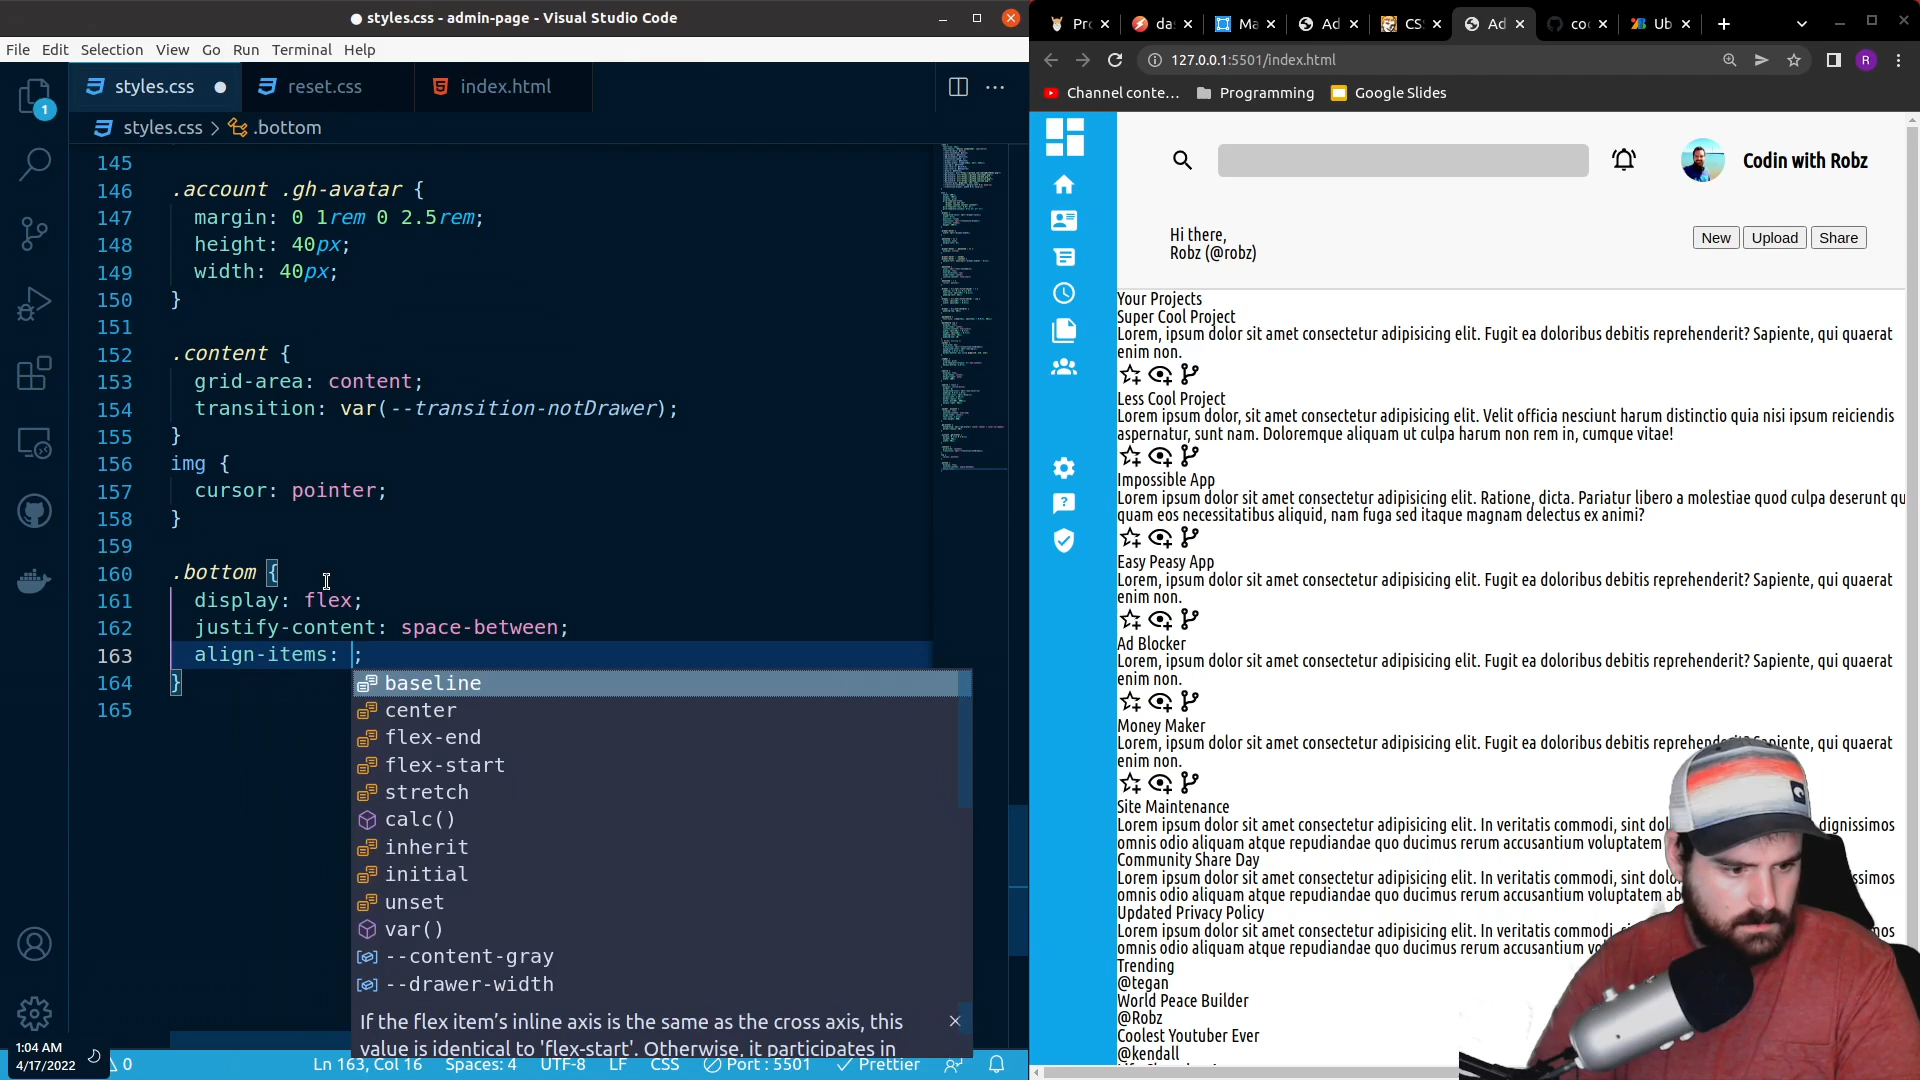 styles.css - admin-page - Visual Studio Code
File Edit Selection View Go Run Terminal Help
styles.css reset.css index.html
styles.css > .bottom
145
146 .account .gh-avatar {
147 margin: 0 1rem 0 2.5rem;
148 height: 40px;
149 width: 40px;
150 }
151
152 .content {
153 grid-area: content;
154 transition: var(--transition-notDrawer);
155 }
156 img {
157 cursor: pointer;
158 }
159
160 .bottom {
161 display: flex;
162 justify-content: space-between;
163 align-items: ;
164 }
165
baseline
center
flex-end
flex-start
stretch
calc()
inherit
initial
unset
var()
--content-gray
--drawer-width
If the flex item’s inline axis is the same as the cross axis, this
value is identical to 'flex-start'. Otherwise, it participates in
1
1:04 AM
4/17/2022
0 Ln 163, Col 16 Spaces: 4 UTF-8 LF CSS Port : 5501 Prettier
Pro das Ma Ad CSS Ad coo Ub
127.0.0.1:5501/index.html R
Channel conte... Programming Google Slides
Codin with Robz
Hi there,
Robz (@robz)
New Upload Share
Your Projects
Super Cool Project
Lorem, ipsum dolor sit amet consectetur adipisicing elit. Fugit ea doloribus debitis reprehenderit? Sapiente, qui quaerat
enim non.
Less Cool Project
Lorem ipsum dolor, sit amet consectetur adipisicing elit. Velit officia nesciunt harum distinctio quia nisi ipsum reiciendis
aspernatur, sunt nam. Doloremque aliquam ut culpa harum non rem in, cumque vitae!
Impossible App
Lorem ipsum dolor sit amet consectetur adipisicing elit. Ratione, dicta. Pariatur libero a molestiae quod culpa deserunt qu
quam eos necessitatibus aliquid, nam fuga sed itaque magnam delectus ex animi?
Easy Peasy App
Lorem, ipsum dolor sit amet consectetur adipisicing elit. Fugit ea doloribus debitis reprehenderit? Sapiente, qui quaerat
enim non.
Ad Blocker
Lorem, ipsum dolor sit amet consectetur adipisicing elit. Fugit ea doloribus debitis reprehenderit? Sapiente, qui quaerat
enim non.
Money Maker
Lorem, ipsum dolor sit amet consectetur adipisicing elit. Fugit ea doloribus debitis Sapiente, qui quaerat
enim non.
Site Maintenance
Lorem ipsum dolor sit amet consectetur adipisicing elit. In veritatis commodi, sint dignissimos
omnis odio aliquam atque repudiandae quo ducimus rerum accusantium voluptatem
Community Share Day
Lorem ipsum dolor sit amet consectetur adipisicing elit. In veritatis commodi, sint
omnis odio aliquam atque repudiandae quo ducimus rerum accusantium voluptatem
Updated Privacy Policy
Lorem ipsum dolor sit amet consectetur adipisicing elit. In veritatis commodi,
omnis odio aliquam atque repudiandae quo ducimus rerum accusantium
Trending
@tegan
World Peace Builder
@Robz
Coolest Youtuber Ever
@kendall